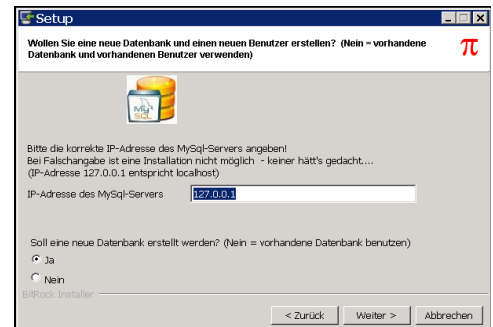 Setup
Wollen Sie eine neue Datenbank und einen neuen Benutzer erstellen? (Nein = vorhandene
Datenbank und vorhandenen Benutzer verwenden)
π
My
SQL
Bitte die korrekte IP-Adresse des MySql-Servers angeben!
Bei Falschangabe ist eine Installation nicht möglich - keiner hätt's gedacht....
(IP-Adresse 127.0.0.1 entspricht localhost)
IP-Adresse des MySql-Servers 127.0.0.1
Soll eine neue Datenbank erstellt werden? (Nein = vorhandene Datenbank benutzen)
Ja
Nein
BitRock Installer
< Zurück Weiter > Abbrechen